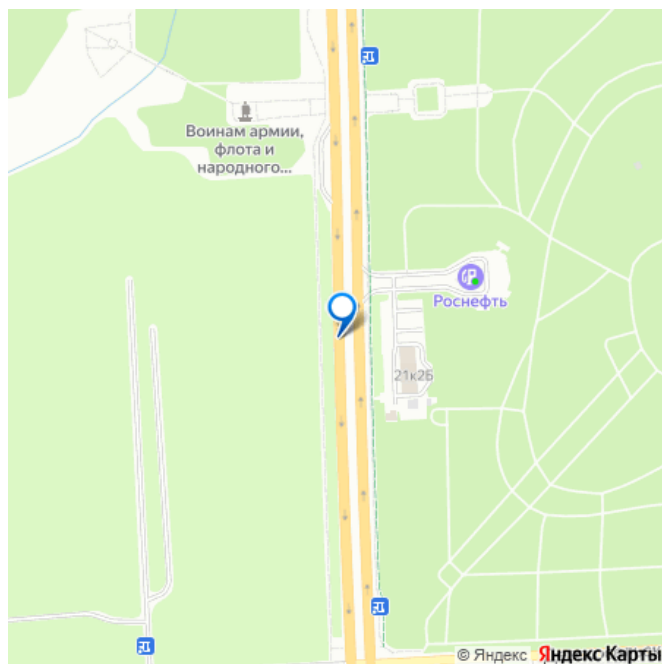 Воинам армии,
флота и
народного...
Роснефть
21к2Б
© Яндекс Яндекс Карты